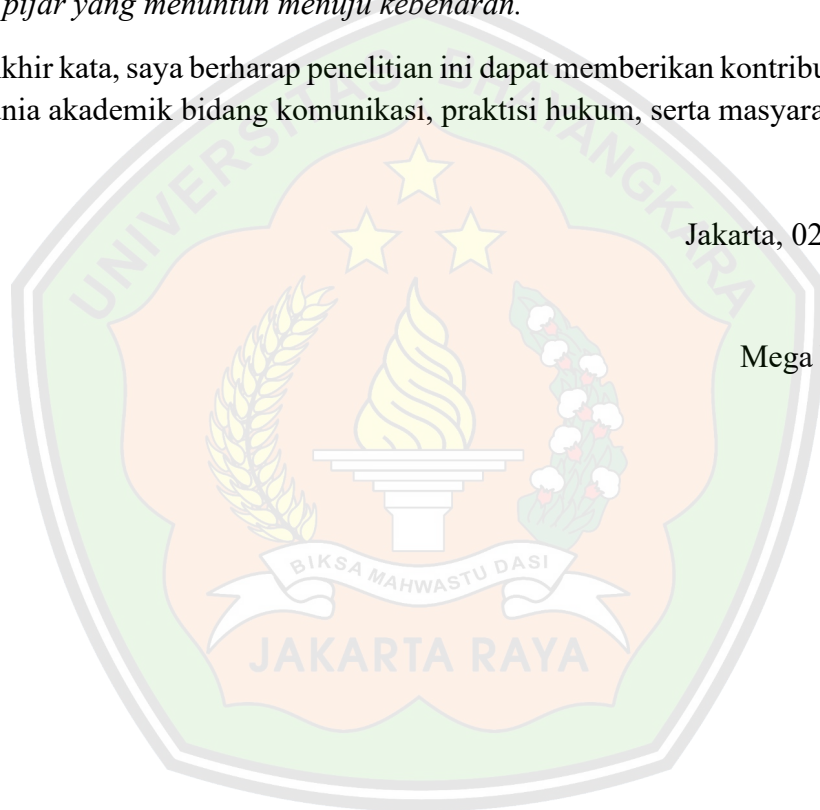 pijar yang menuntun menuju kebenaran.
khir kata, saya berharap penelitian ini dapat memberikan kontribu
nia akademik bidang komunikasi, praktisi hukum, serta masyara
UNIVERSITAS BHAYANGKARA
Jakarta, 02
Mega
BIKSA MAHWASTU DASI
JAKARTA RAYA